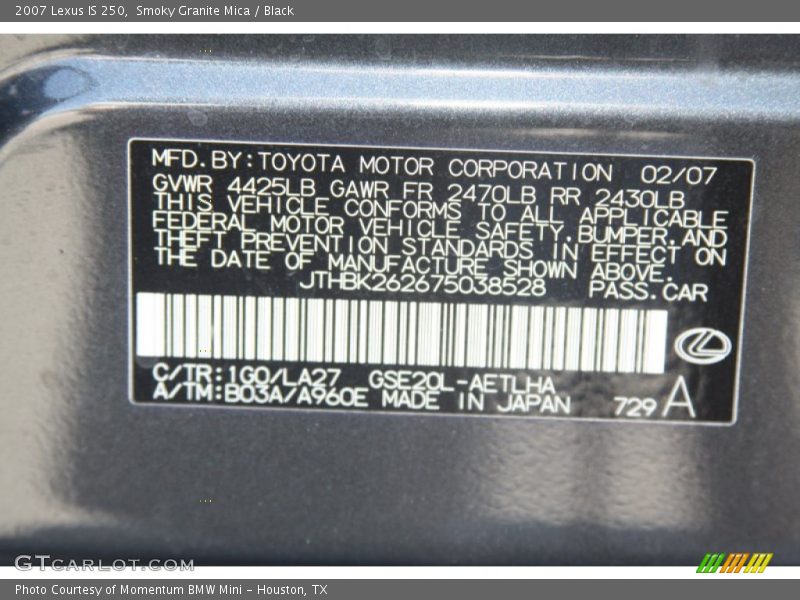 2007 Lexus IS 250,  Smoky Granite Mica / Black
MFD. BY: TOYOTA MOTOR CORPORATION 02/07
GVWR 4425LB GAWR FR 2470LB RR 2430LB
THIS VEHICLE CONFORMS TO ALL APPLICABLE
FEDERAL MOTOR VEHICLE SAFETY, BUMPER, AND
THEFT PREVENTION STANDARDS IN EFFECT ON
THE DATE OF MANUFACTURE SHOWN ABOVE.
JTHBK262675038528 PASS. CAR
C/TR: 1G0/LA27 GSE20L-AETLHA
A/TM: B03A/A960E MADE IN JAPAN 729 A
GTCARLOT.COM
Photo Courtesy of Momentum BMW Mini - Houston, TX